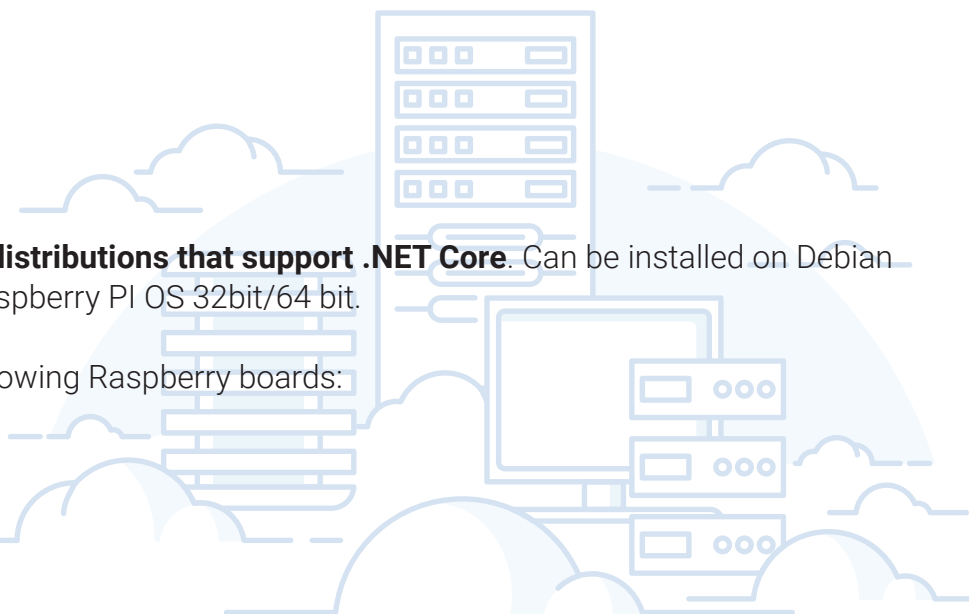 distributions that support .NET Core. Can be installed on Debian
spberry PI OS 32bit/64 bit.
owing Raspberry boards: